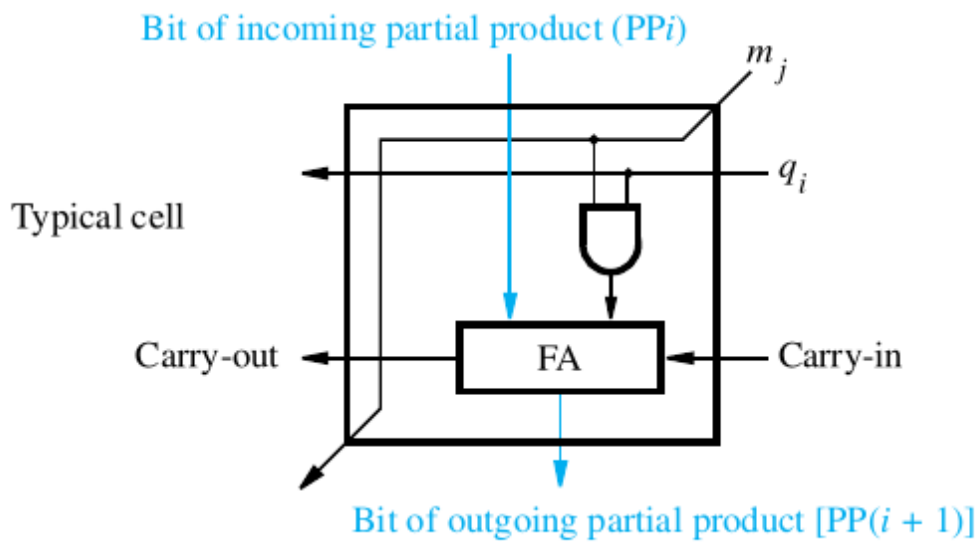 Bit of incoming partial product (PPi)
m j
q i
Typical cell
Carry-out
FA
Carry-in
Bit of outgoing partial product [PP(i + 1)]